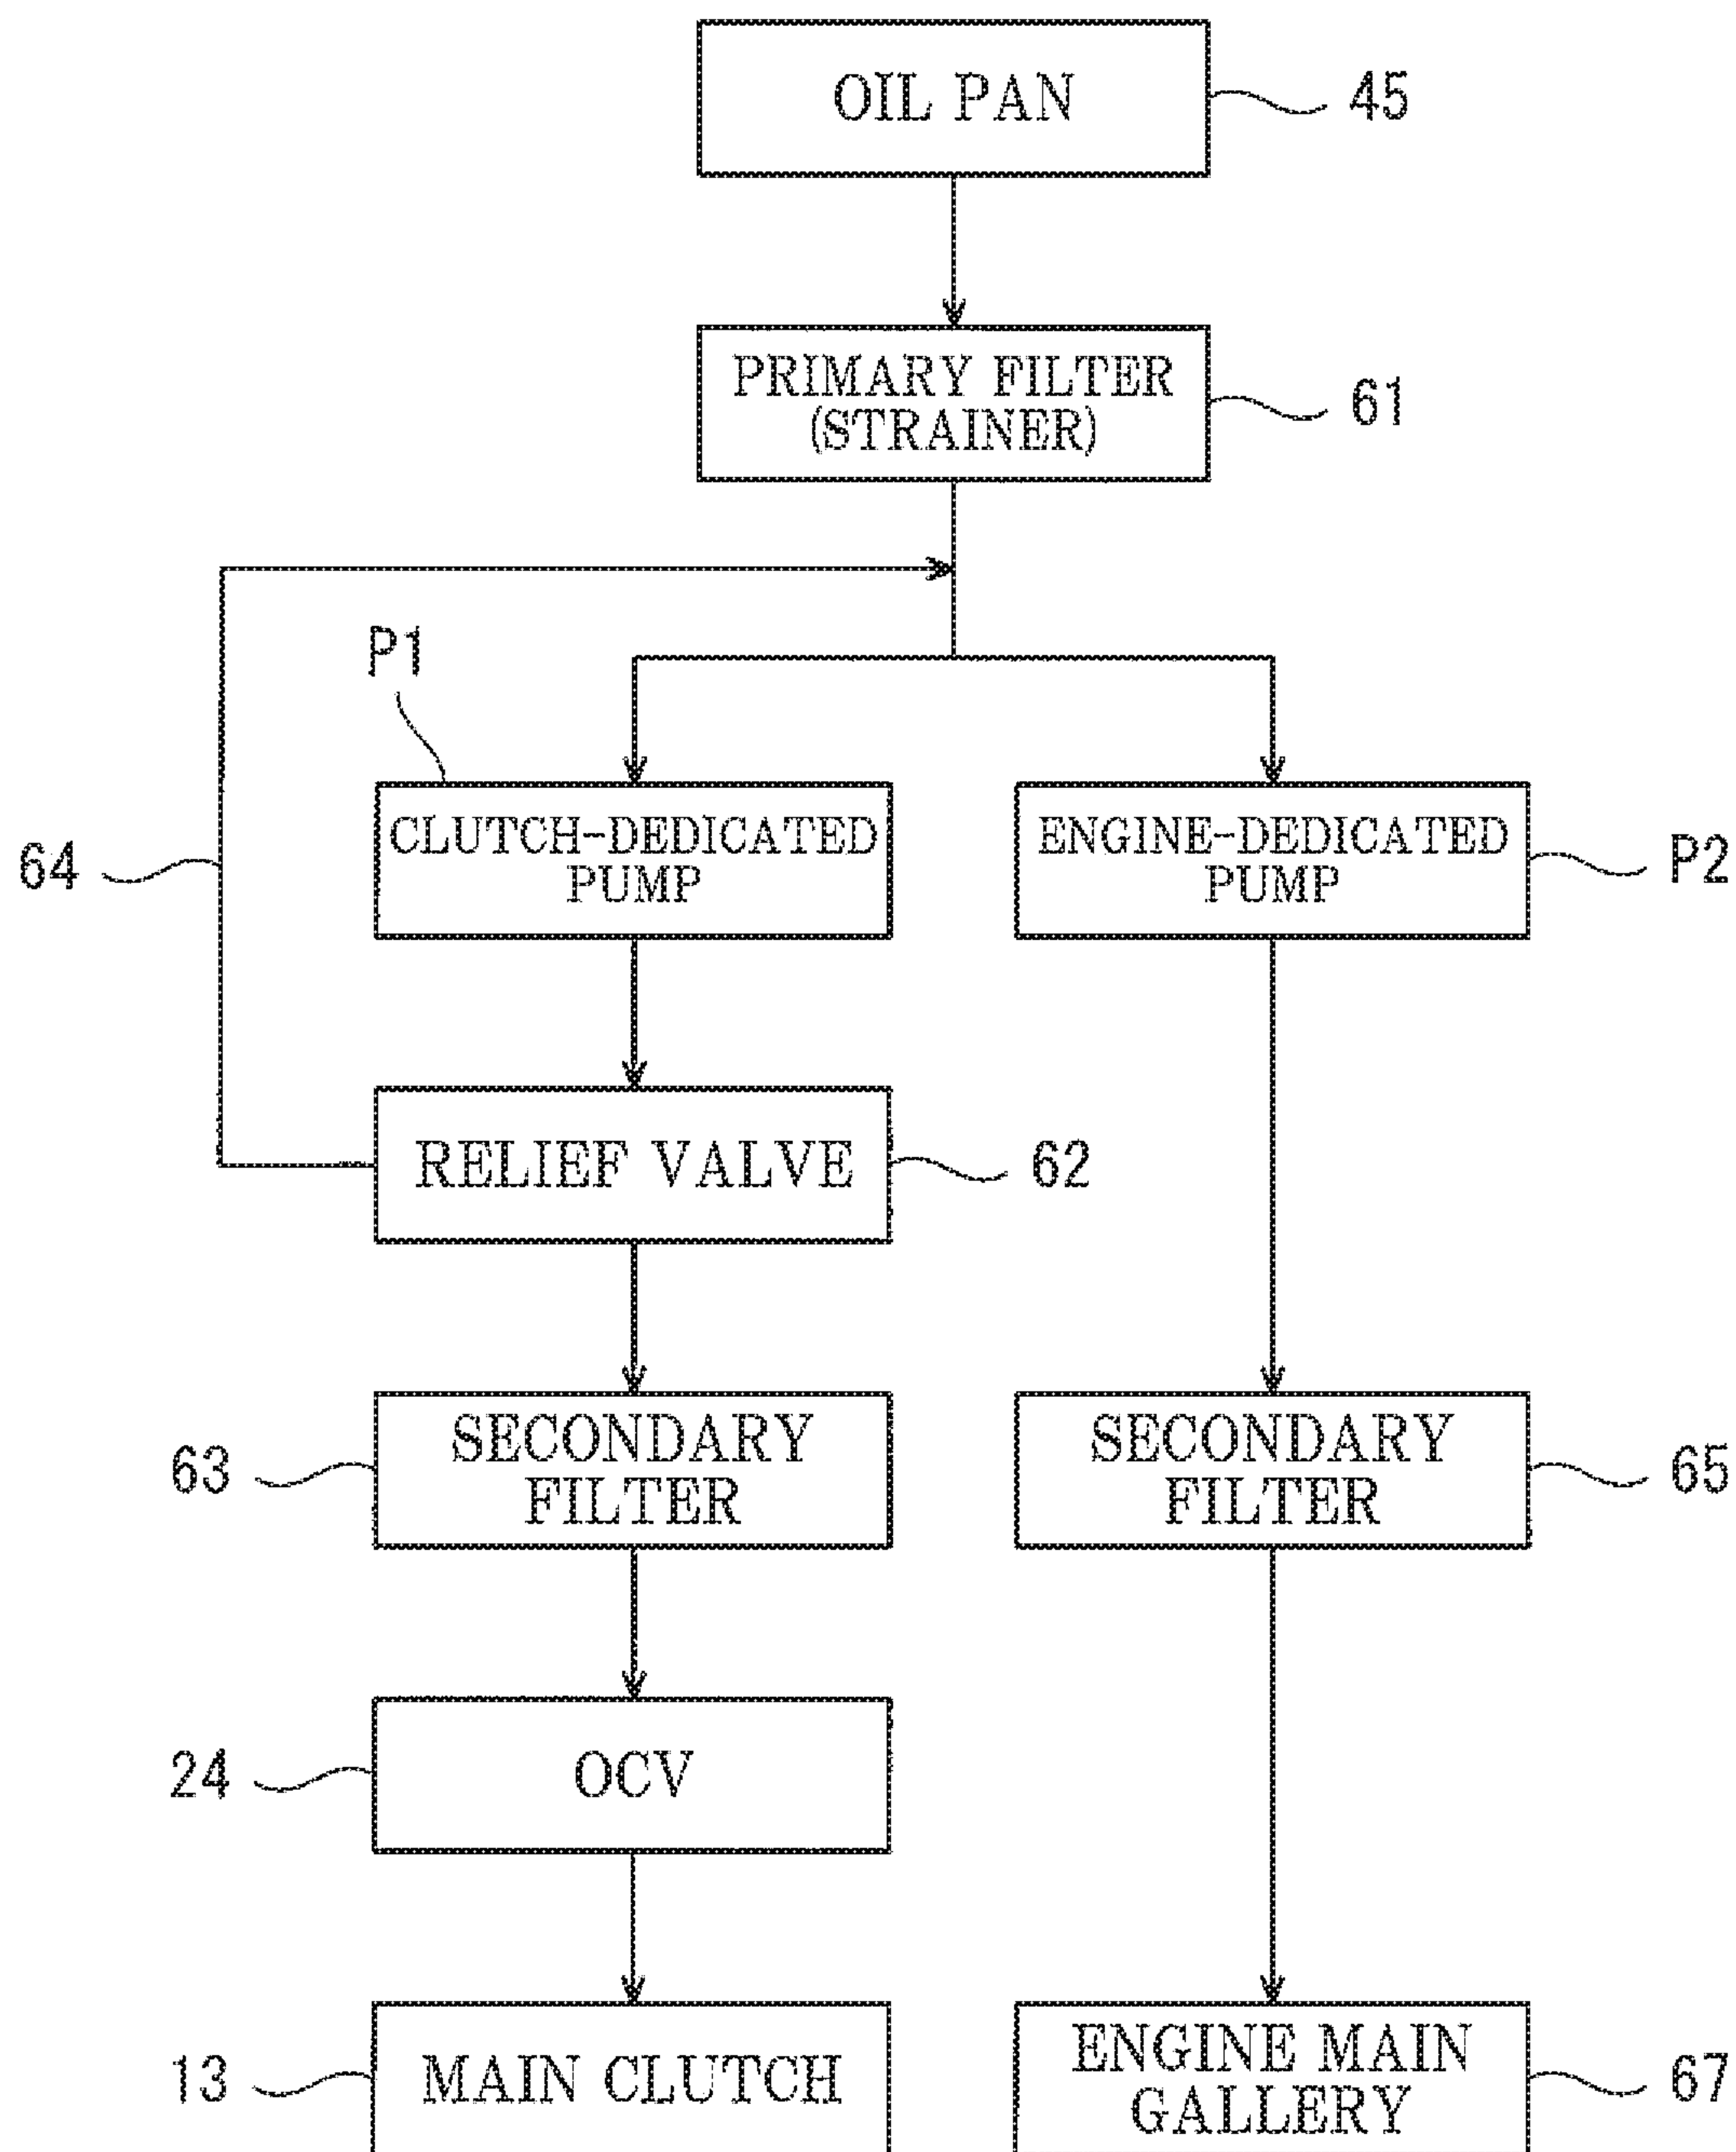 OIL PAN
45
PRIMARY FILTER
(STRAINER)
61
P1
64
CLUTCH-DEDICATED
PUMP
ENGINE-DEDICATED
PUMP
P2
RELIEF VALVE
62
63
SECONDARY
FILTER
SECONDARY
FILTER
65
24
OCV
13
MAIN CLUTCH
ENGINE MAIN
GALLERY
67